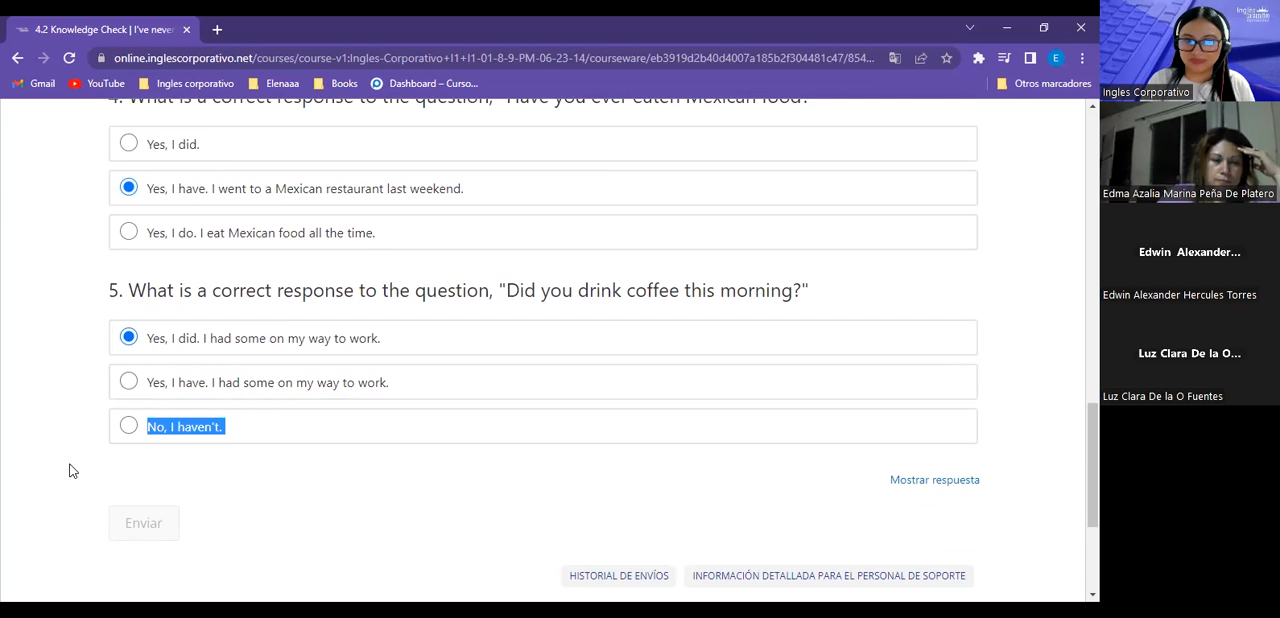 4.2 Knowledge Check | I've never
online.inglescorporativo.net/courses/course-v1:Ingles-Corporativo+I1+I1-01-8-9-PM-06-23-14/courseware/eb3919d2b40d4007a185b2f304481c47/854...
E
Gmail
YouTube
Ingles corporativo
Elenaaa
Books
Dashboard – Curso...
Otros marcadores
4. What is a correct response to the question, "Have you ever eaten Mexican food?"
Yes, I did.
Yes, I have. I went to a Mexican restaurant last weekend.
Yes, I do. I eat Mexican food all the time.
5. What is a correct response to the question, "Did you drink coffee this morning?"
Yes, I did. I had some on my way to work.
Yes, I have. I had some on my way to work.
No, I haven't.
Mostrar respuesta
Enviar
HISTORIAL DE ENVÍOS
INFORMACIÓN DETALLADA PARA EL PERSONAL DE SOPORTE
Ingles Corporativo
Edma Azalia Marina Peña De Platero
Edwin Alexander...
Edwin Alexander Hercules Torres
Luz Clara De la O...
Luz Clara De la O Fuentes